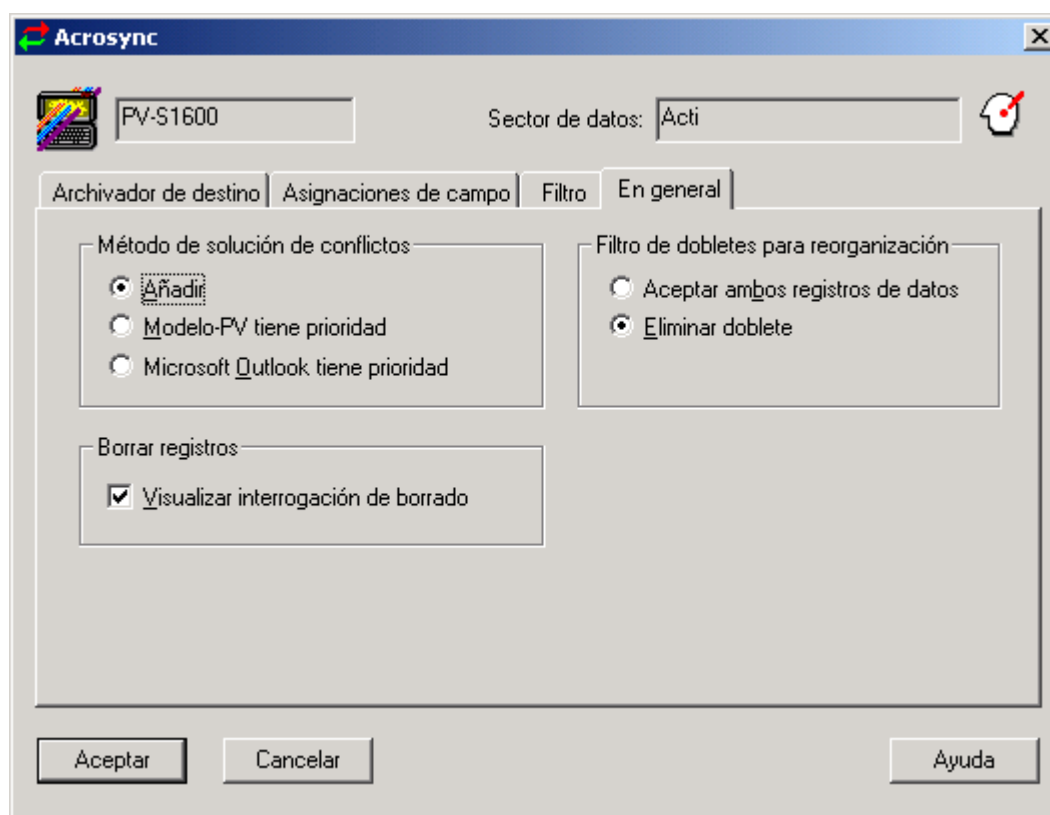 Acrosync
PV-S1600
Sector de datos: Acti
Archivador de destino Asignaciones de campo Filtro En general
Método de solución de conflictos
Añadir
Modelo-PV tiene prioridad
Microsoft Outlook tiene prioridad
Filtro de dobletes para reorganización
Aceptar ambos registros de datos
Eliminar doblete
Borrar registros
Visualizar interrogación de borrado
Aceptar Cancelar Ayuda